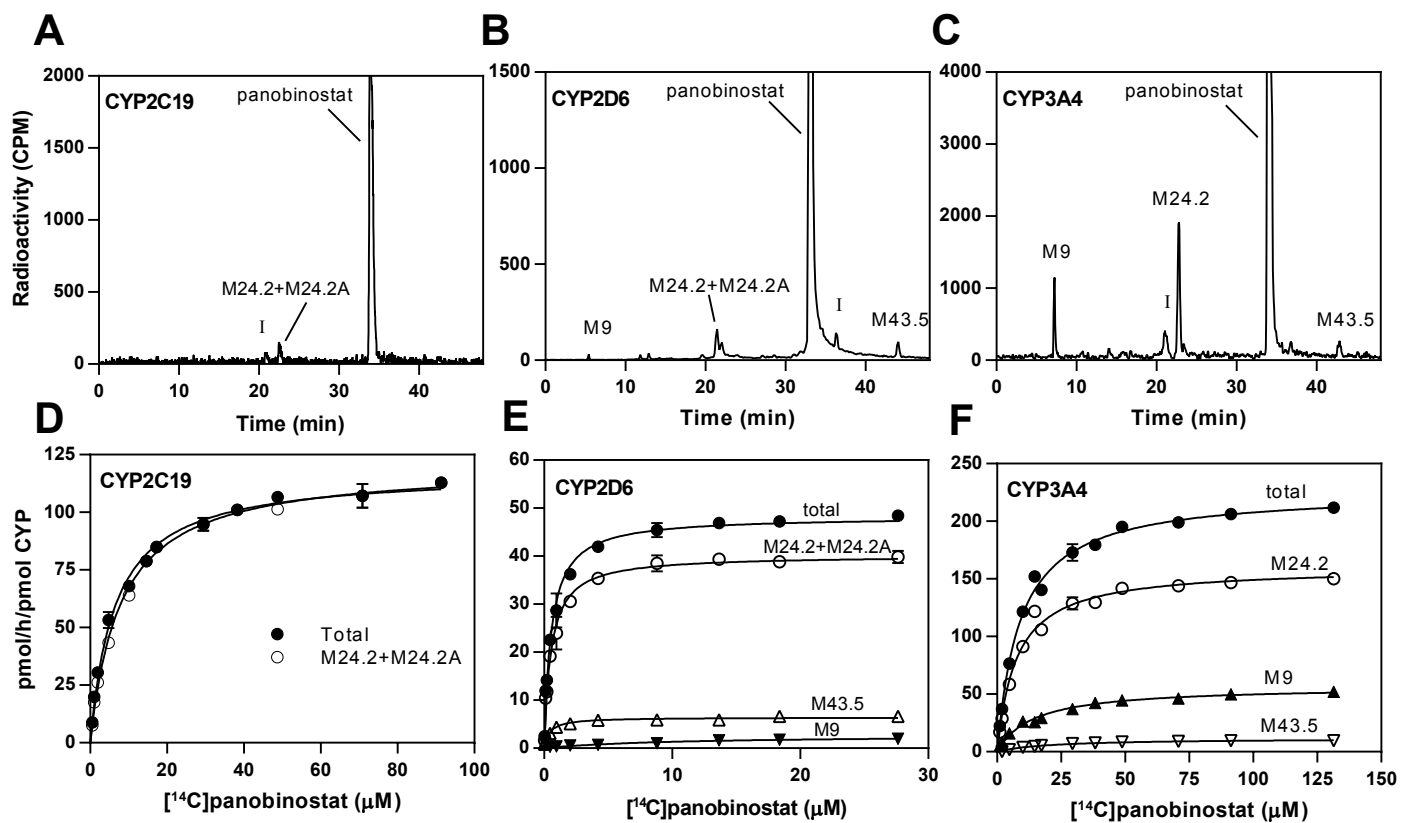 A
CYP2C19
panobinostat
M24.2+M24.2A
I
2000
1500
1000
500
0
Radioactivity (CPM)
0 20 30 40
Time (min)
B
CYP2D6
panobinostat
M24.2+M24.2A
M9
I
M43.5
1500
1000
500
0
0 10 20 30 40
Time (min)
C
CYP3A4
panobinostat
M24.2
M9
I
M43.5
4000
3000
2000
1000
0
0 10 20 30 40
Time (min)
D
CYP2C19
Total
M24.2+M24.2A
125
100
75
50
25
0
pmol/h/pmol CYP
0 20 40 60 80 100
[¹⁴C]panobinostat (μM)
E
CYP2D6
total
M24.2+M24.2A
M43.5
M9
60
50
40
30
20
10
0
0 10 20 30
[¹⁴C]panobinostat (μM)
F
CYP3A4
total
M24.2
M9
M43.5
250
200
150
100
50
0
0 25 50 75 100 125 150
[¹⁴C]panobinostat (μM)